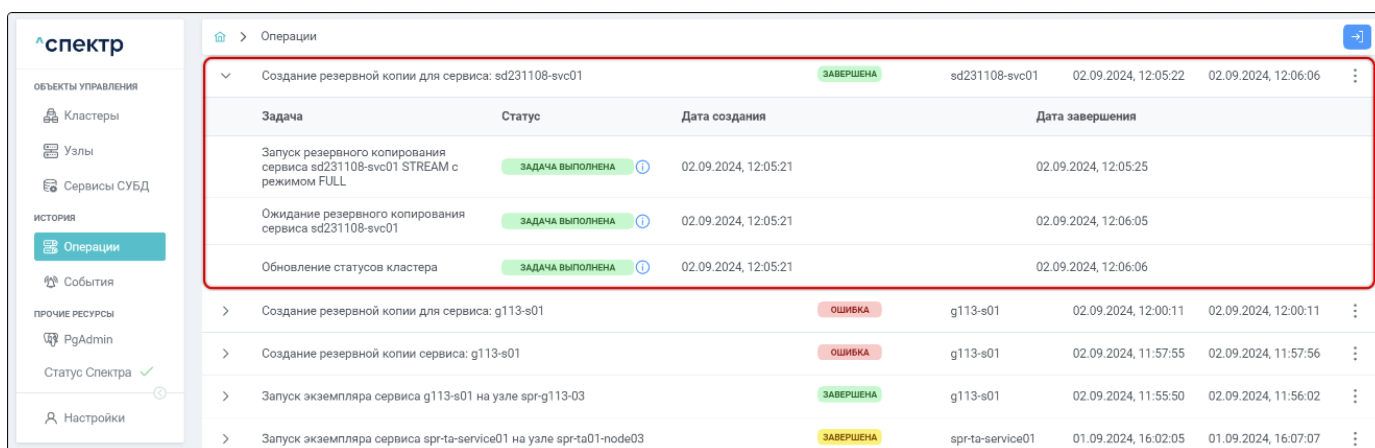 ^спектр
ОБЪЕКТЫ УПРАВЛЕНИЯ
Кластеры
Узлы
Сервисы СУБД
ИСТОРИЯ
Операции
События
ПРОЧИЕ РЕСУРСЫ
PgAdmin
Статус Спектра
Настройки
Операции
Создание резервной копии для сервиса: sd231108-svc01 ЗАВЕРШЕНА sd231108-svc01 02.09.2024, 12:05:22 02.09.2024, 12:06:06
Задача Статус Дата создания Дата завершения
Запуск резервного копирования
сервиса sd231108-svc01 STREAM с
режимом FULL
ЗАДАЧА ВЫПОЛНЕНА 02.09.2024, 12:05:21 02.09.2024, 12:05:25
Ожидание резервного копирования
сервиса sd231108-svc01
ЗАДАЧА ВЫПОЛНЕНА 02.09.2024, 12:05:21 02.09.2024, 12:06:05
Обновление статусов кластера ЗАДАЧА ВЫПОЛНЕНА 02.09.2024, 12:05:21 02.09.2024, 12:06:06
Создание резервной копии для сервиса: g113-s01 ОШИБКА g113-s01 02.09.2024, 12:00:11 02.09.2024, 12:00:11
Создание резервной копии сервиса: g113-s01 ОШИБКА g113-s01 02.09.2024, 11:57:55 02.09.2024, 11:57:56
Запуск экземпляра сервиса g113-s01 на узле spr-g113-03 ЗАВЕРШЕНА g113-s01 02.09.2024, 11:55:50 02.09.2024, 11:56:02
Запуск экземпляра сервиса spr-ta-service01 на узле spr-ta01-node03 ЗАВЕРШЕНА spr-ta-service01 01.09.2024, 16:02:05 01.09.2024, 16:07:07